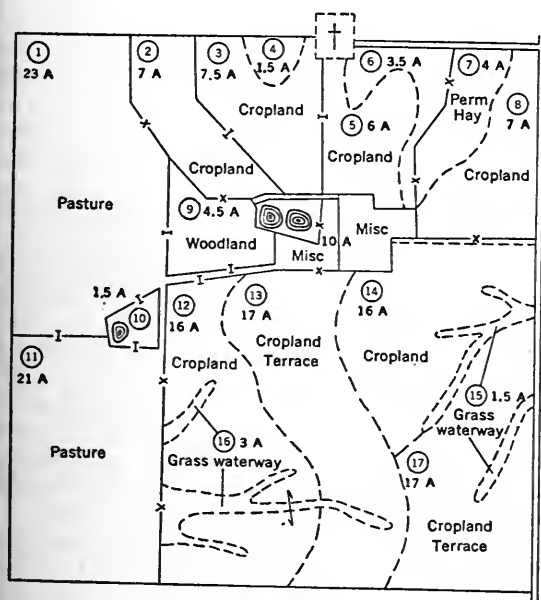 1
23 A
2
7 A
3
7.5 A
4
1.5 A
6 3.5 A
7 4 A
Perm
Hay
8
7 A
Cropland
5 6 A
Cropland
Cropland
Cropland
Pasture
9 4.5 A
Woodland
10 A
Misc
Misc
1.5 A
10
12
16 A
Cropland
13
17 A
Cropland
Terrace
14
16 A
Cropland
11
21 A
Pasture
15 1.5 A
Grass
waterway
16 3 A
Grass waterway
17
17 A
Cropland
Terrace